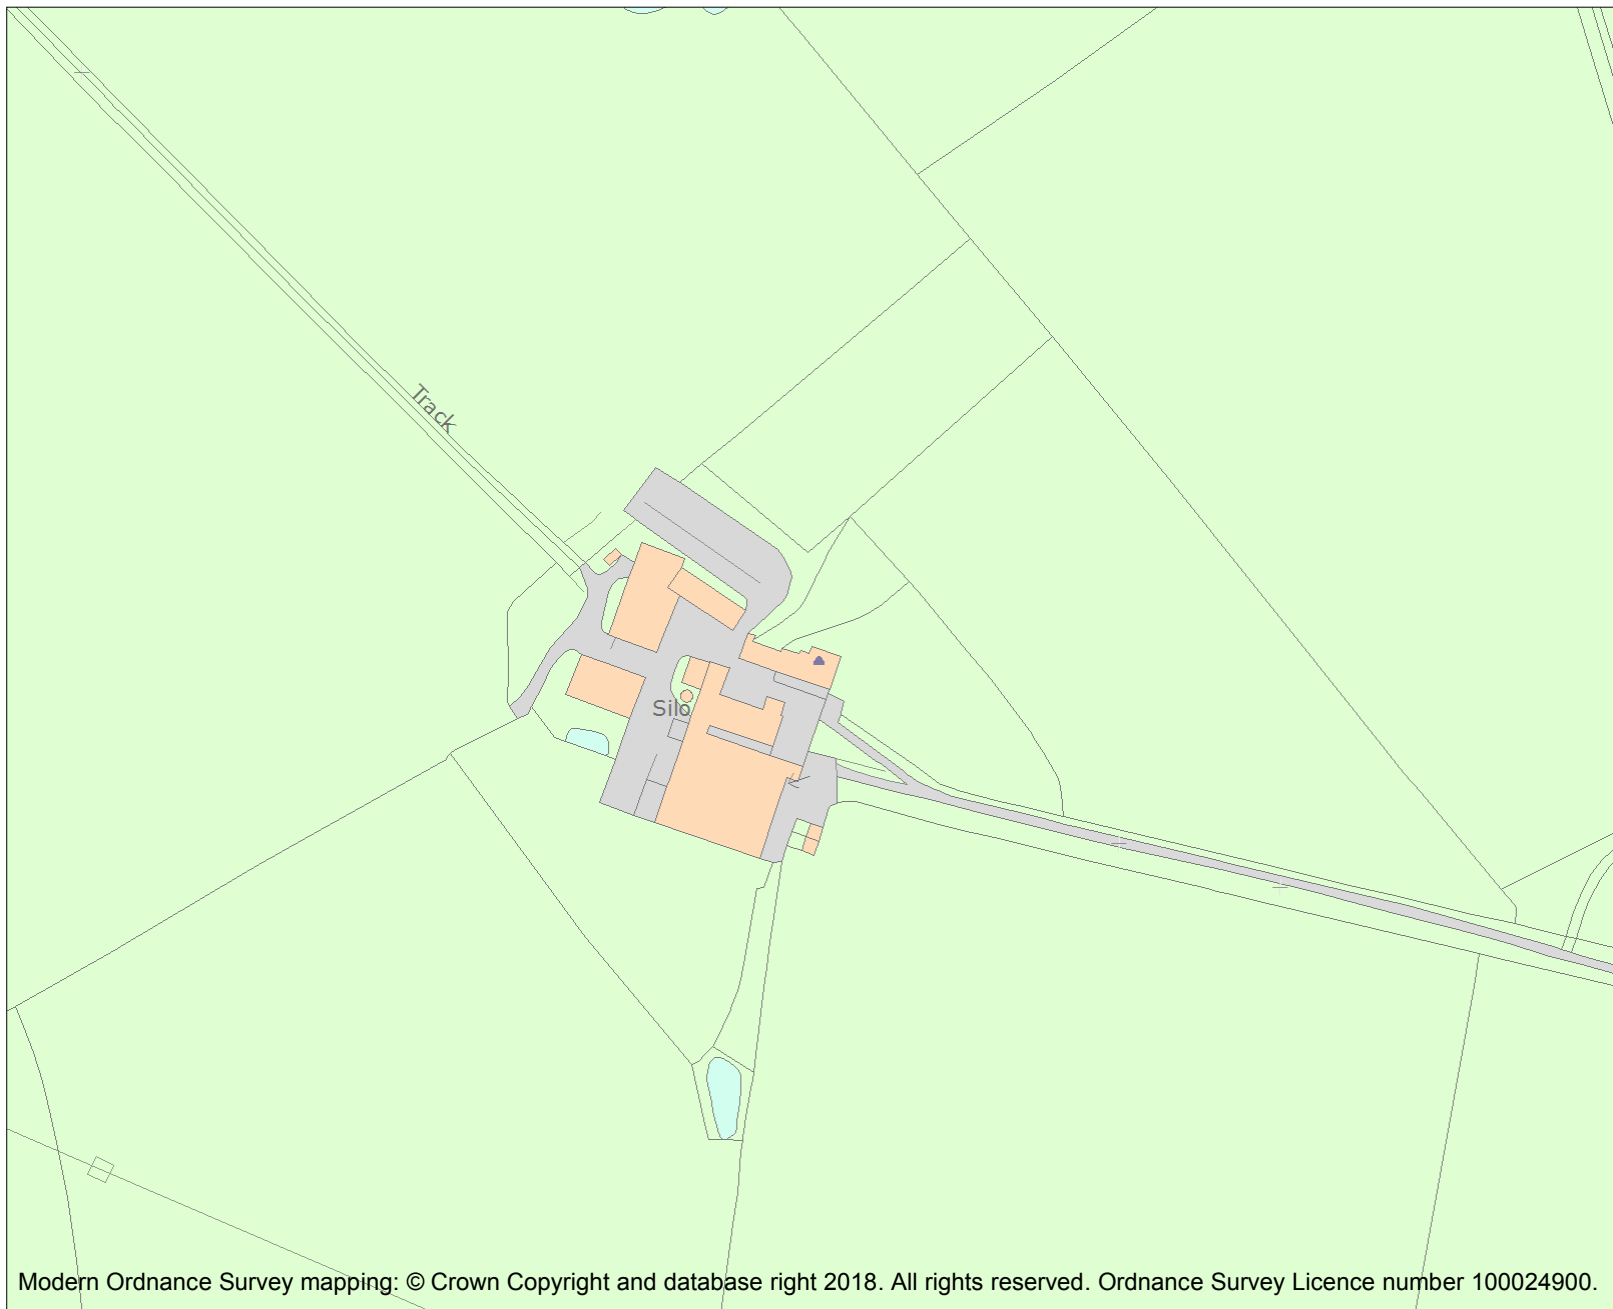 Track
Silo
Modern Ordnance Survey mapping: © Crown Copyright and database right 2018. All rights reserved. Ordnance Survey Licence number 100024900.